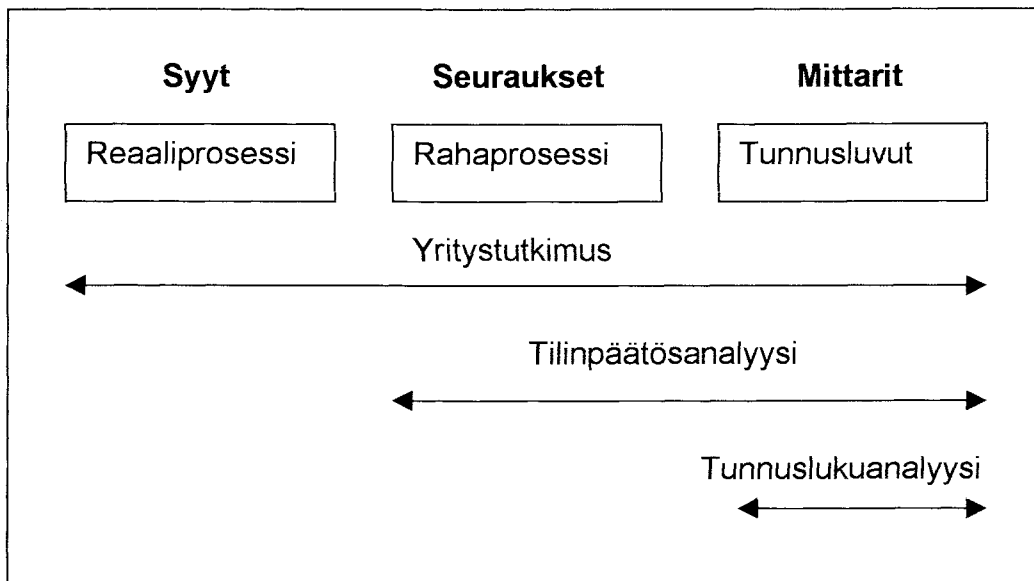 Syyt Seuraukset Mittarit
Reaaliprosessi Rahaprosessi Tunnusluvut
Yritystutkimus
Tilinpäätösanalyysi
Tunnuslukuanalyysi